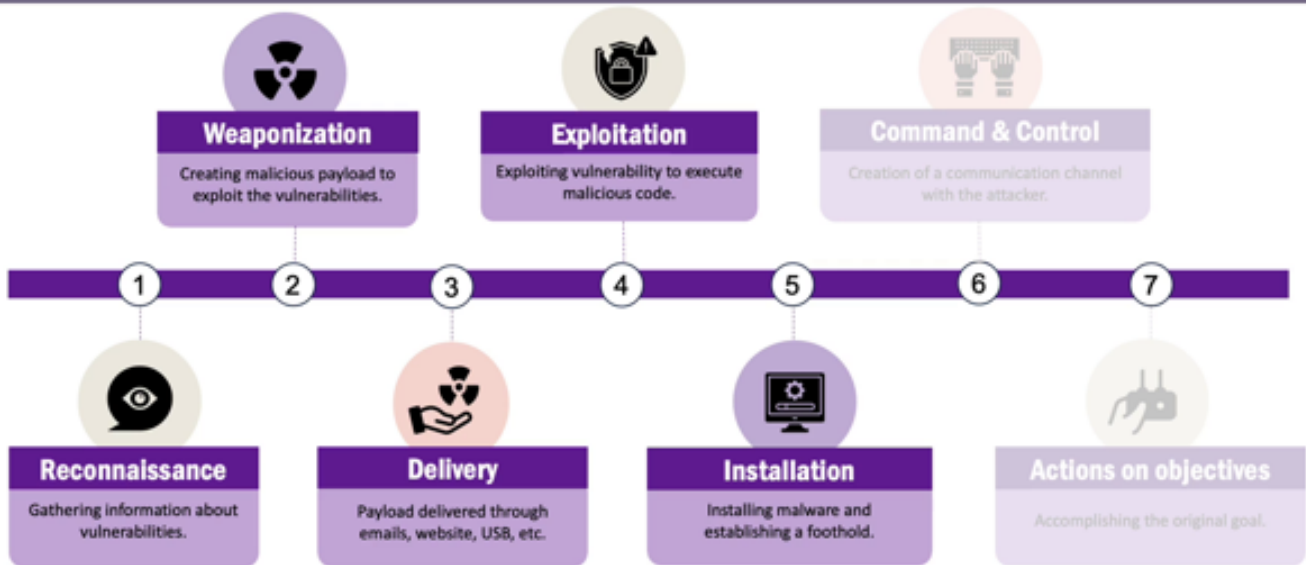 Weaponization
Creating malicious payload to
exploit the vulnerabilities.
Exploitation
Exploiting vulnerability to execute
malicious code.
Command & Control
Creation of a communication channel
with the attacker.
1
2
3
4
5
6
7
Reconnaissance
Gathering information about
vulnerabilities.
Delivery
Payload delivered through
emails, website, USB, etc.
Installation
Installing malware and
establishing a foothold.
Actions on objectives
Accomplishing the original goal.